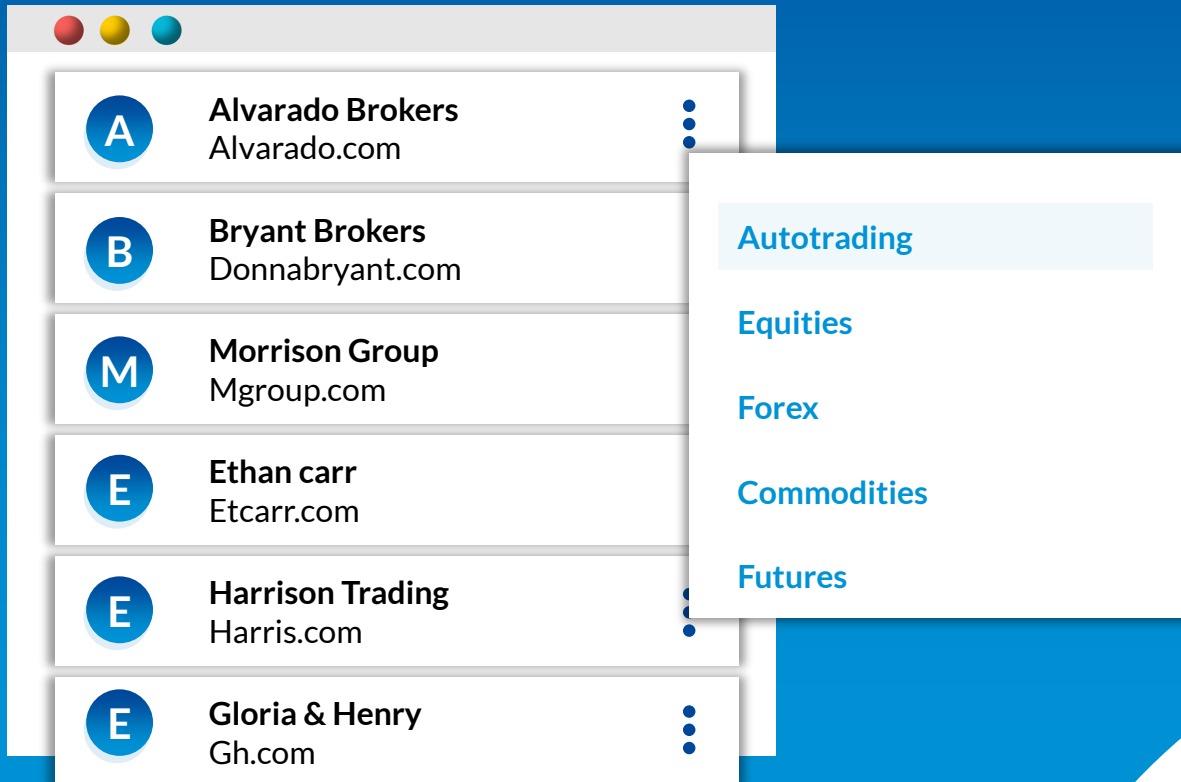 A
Alvarado Brokers
Alvarado.com
B
Bryant Brokers
Donnabryant.com
M
Morrison Group
Mgroup.com
E
Ethan carr
Etcarr.com
E
Harrison Trading
Harris.com
E
Gloria & Henry
Gh.com
Autotrading
Equities
Forex
Commodities
Futures